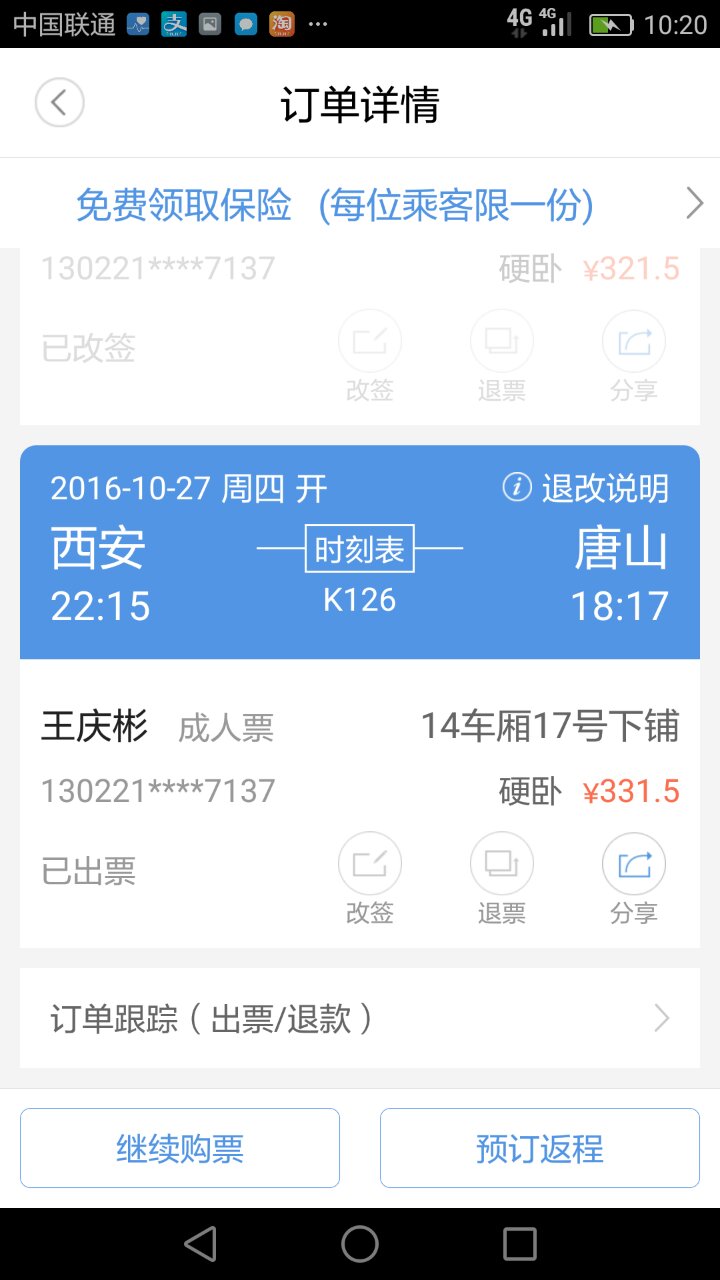 中国联通 支 淘 ... 4G 4G 10:20
订单详情
免费领取保险 (每位乘客限一份)
130221****7137 硬卧 ¥321.5
已改签 改签 退票 分享
2016-10-27 周四 开 i 退改说明
西安 时刻表 唐山
22:15 K126 18:17
王庆彬 成人票 14车厢17号下铺
130221****7137 硬卧 ¥331.5
已出票 改签 退票 分享
订单跟踪（出票/退款）
继续购票 预订返程